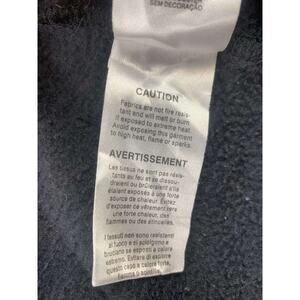 SEM DECORAÇÃO
CAUTION
Fabrics are not fire resis-
tant and will melt or burn
if exposed to extreme heat.
Avoid exposing this garment
to high heat, flame or sparks.
AVERTISSEMENT
Les tissus ne sont pas résis-
tants au feu et se dissou-
draient ou brûleraient s'ils
étaient exposés à une forte
source de chaleur. Évitez
d'exposer ce vêtement vers
une forte chaleur, des
flammes ou des étincelles.
I tessuti non sono resistenti
al fuoco e si sciolgono e
bruciano se esposti a calore
estremo. Evitare di esporre
questo capo a calore forte,
fiamme o scintille.